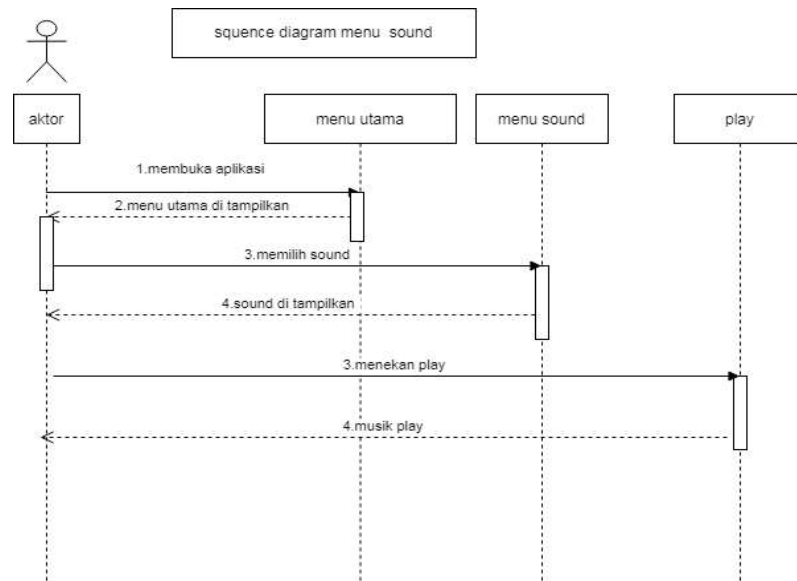 squence diagram menu sound
aktor
menu utama
menu sound
play
1.membuka aplikasi
2.menu utama di tampilkan
3.memilih sound
4.sound di tampilkan
3.menekan play
4.musik play